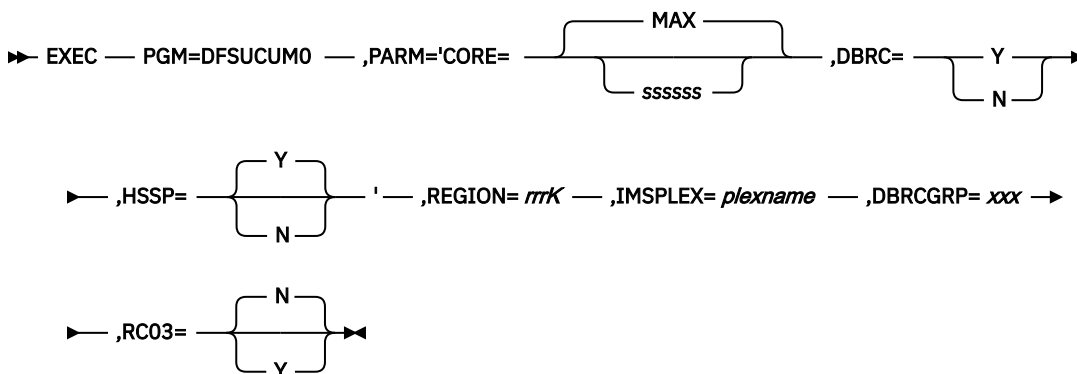 MAX
EXEC PGM=DFSUCUM0 ,PARM='CORE= ,DBRC= Y
ssssss N
Y
,HSSP= ' ,REGION= rrrK ,IMSPLEX= plexname ,DBRCGRP= xxx
N
N
,RC03=
Y